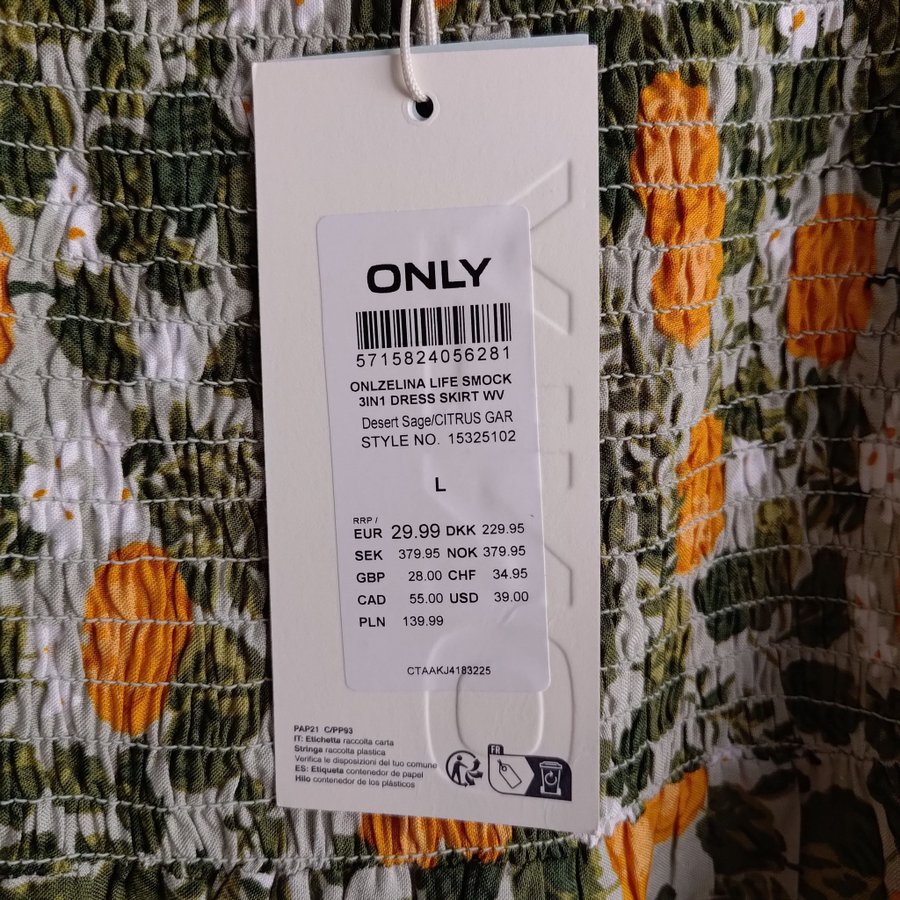 ONLY
5715824056281
ONLZELINA LIFE SMOCK
3IN1 DRESS SKIRT WV
Desert Sage/CITRUS GAR
STYLE NO. 15325102
L
RRP /
EUR 29.99 DKK 229.95
SEK 379.95 NOK 379.95
GBP 28.00 CHF 34.95
CAD 55.00 USD 39.00
PLN 139.99
CTAAKJ4183225
PAP21 C/PP93
IT: Etichetta raccolta carta
Stringa raccolta plastica
Verifica le disposizioni del tuo comune
ES: Etiqueta contenedor de papel
Hilo contenedor de los plásticos
FR
ONLY